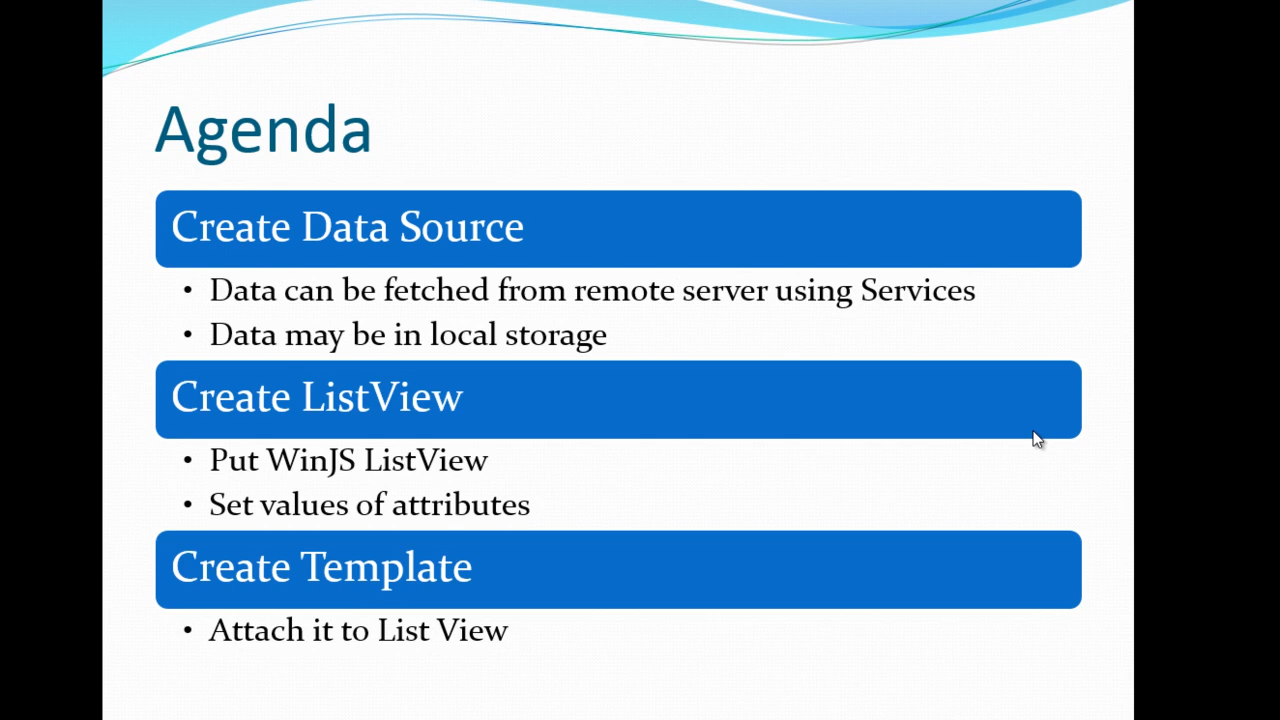 Agenda
Create Data Source
• Data can be fetched from remote server using Services
• Data may be in local storage
Create ListView
• Put WinJS ListView
• Set values of attributes
Create Template
• Attach it to List View